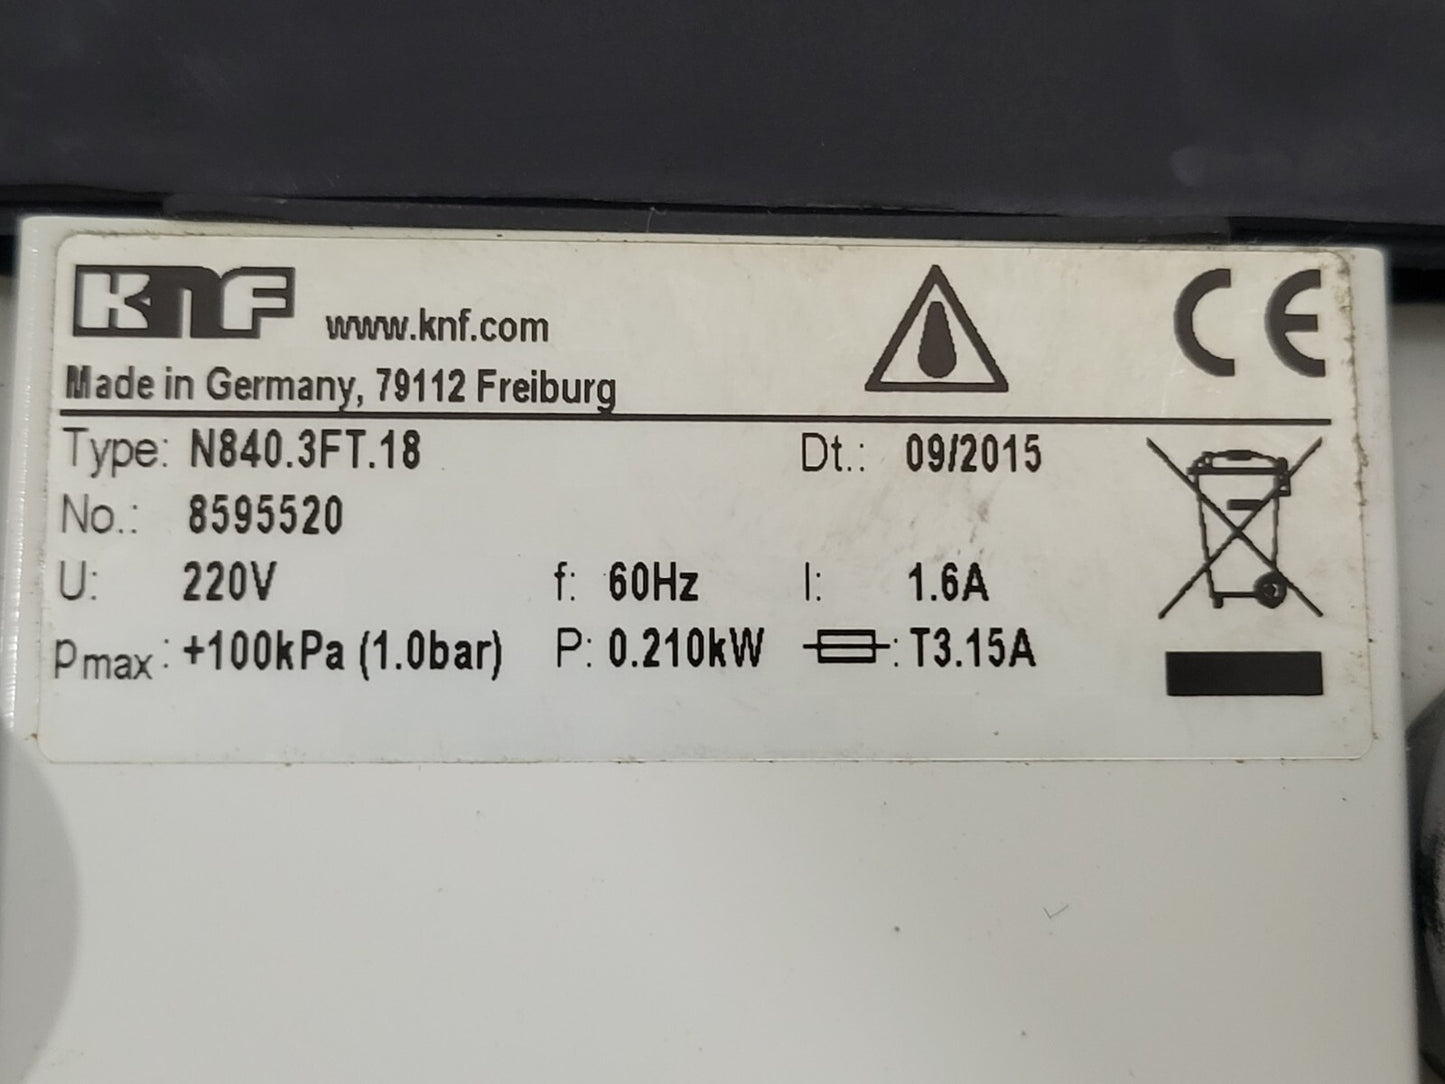 KNF www.knf.com
Made in Germany, 79112 Freiburg
CE
Type: N840.3FT.18 Dt.: 09/2015
No.: 8595520
U: 220V f: 60Hz I: 1.6A
pmax: +100kPa (1.0bar) P: 0.210kW : T3.15A